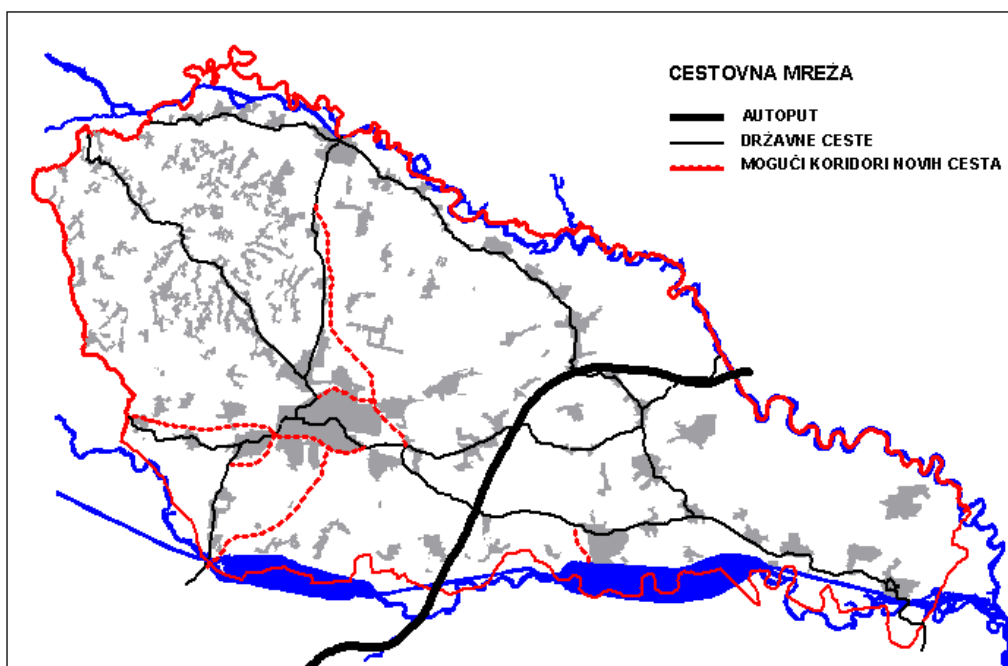 CESTOVNA MREŽA
AUTOPUT
DRŽAVNE CESTE
MOGUĆI KORIDORI NOVIH CESTA